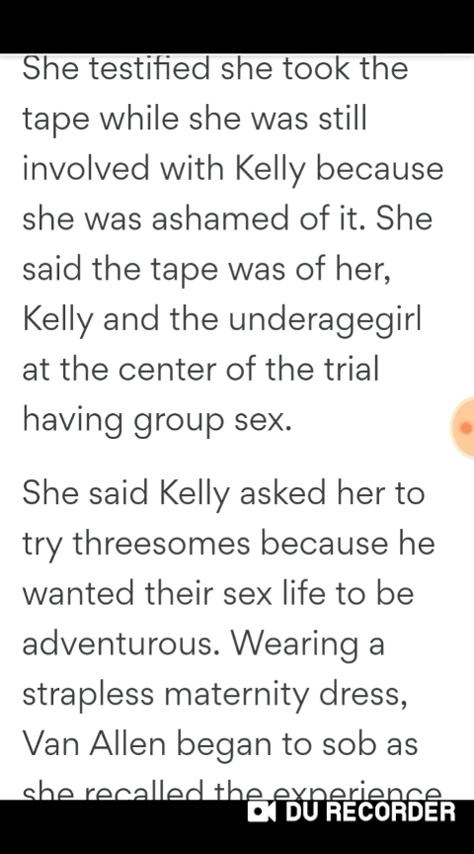 She testified she took the
tape while she was still
involved with Kelly because
she was ashamed of it. She
said the tape was of her,
Kelly and the underagegirl
at the center of the trial
having group sex.
She said Kelly asked her to
try threesomes because he
wanted their sex life to be
adventurous. Wearing a
strapless maternity dress,
Van Allen began to sob as
she recalled the experience
DU RECORDER